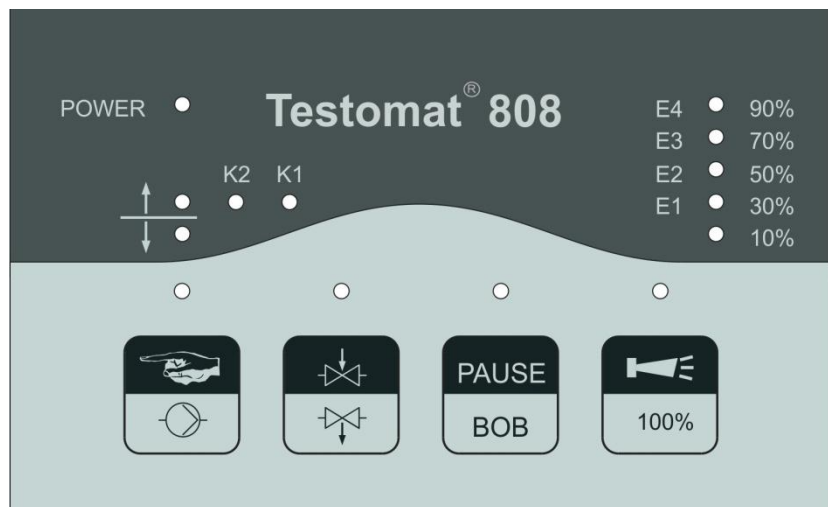 POWER Testomat® 808 E4 90%
E3 70%
E2 50%
K2 K1 E1 30%
10%
PAUSE
BOB
100%